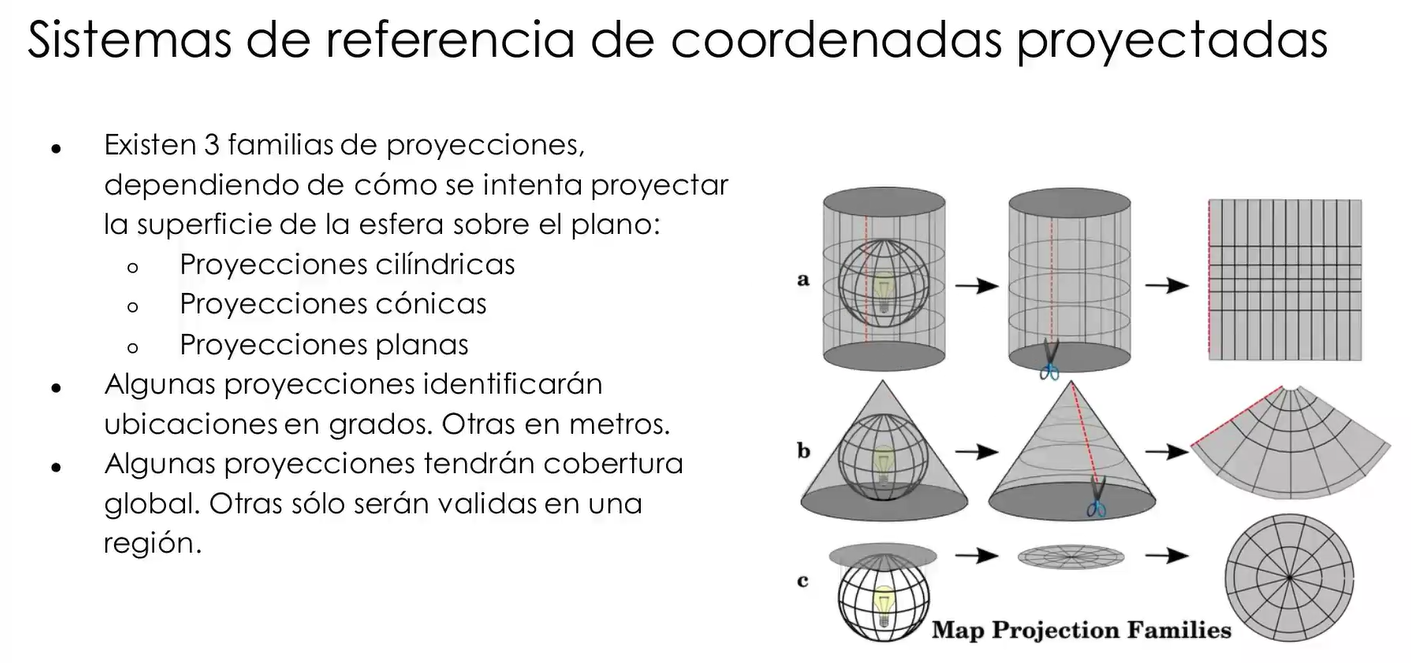 Sistemas de referencia de coordenadas proyectadas
• Existen 3 familias de proyecciones,
dependiendo de cómo se intenta proyectar
la superficie de la esfera sobre el plano:
o Proyecciones cilíndricas
o Proyecciones cónicas
o Proyecciones planas
• Algunas proyecciones identificarán
ubicaciones en grados. Otras en metros.
• Algunas proyecciones tendrán cobertura
global. Otras sólo serán validas en una
región.
a
b
c
Map Projection Families